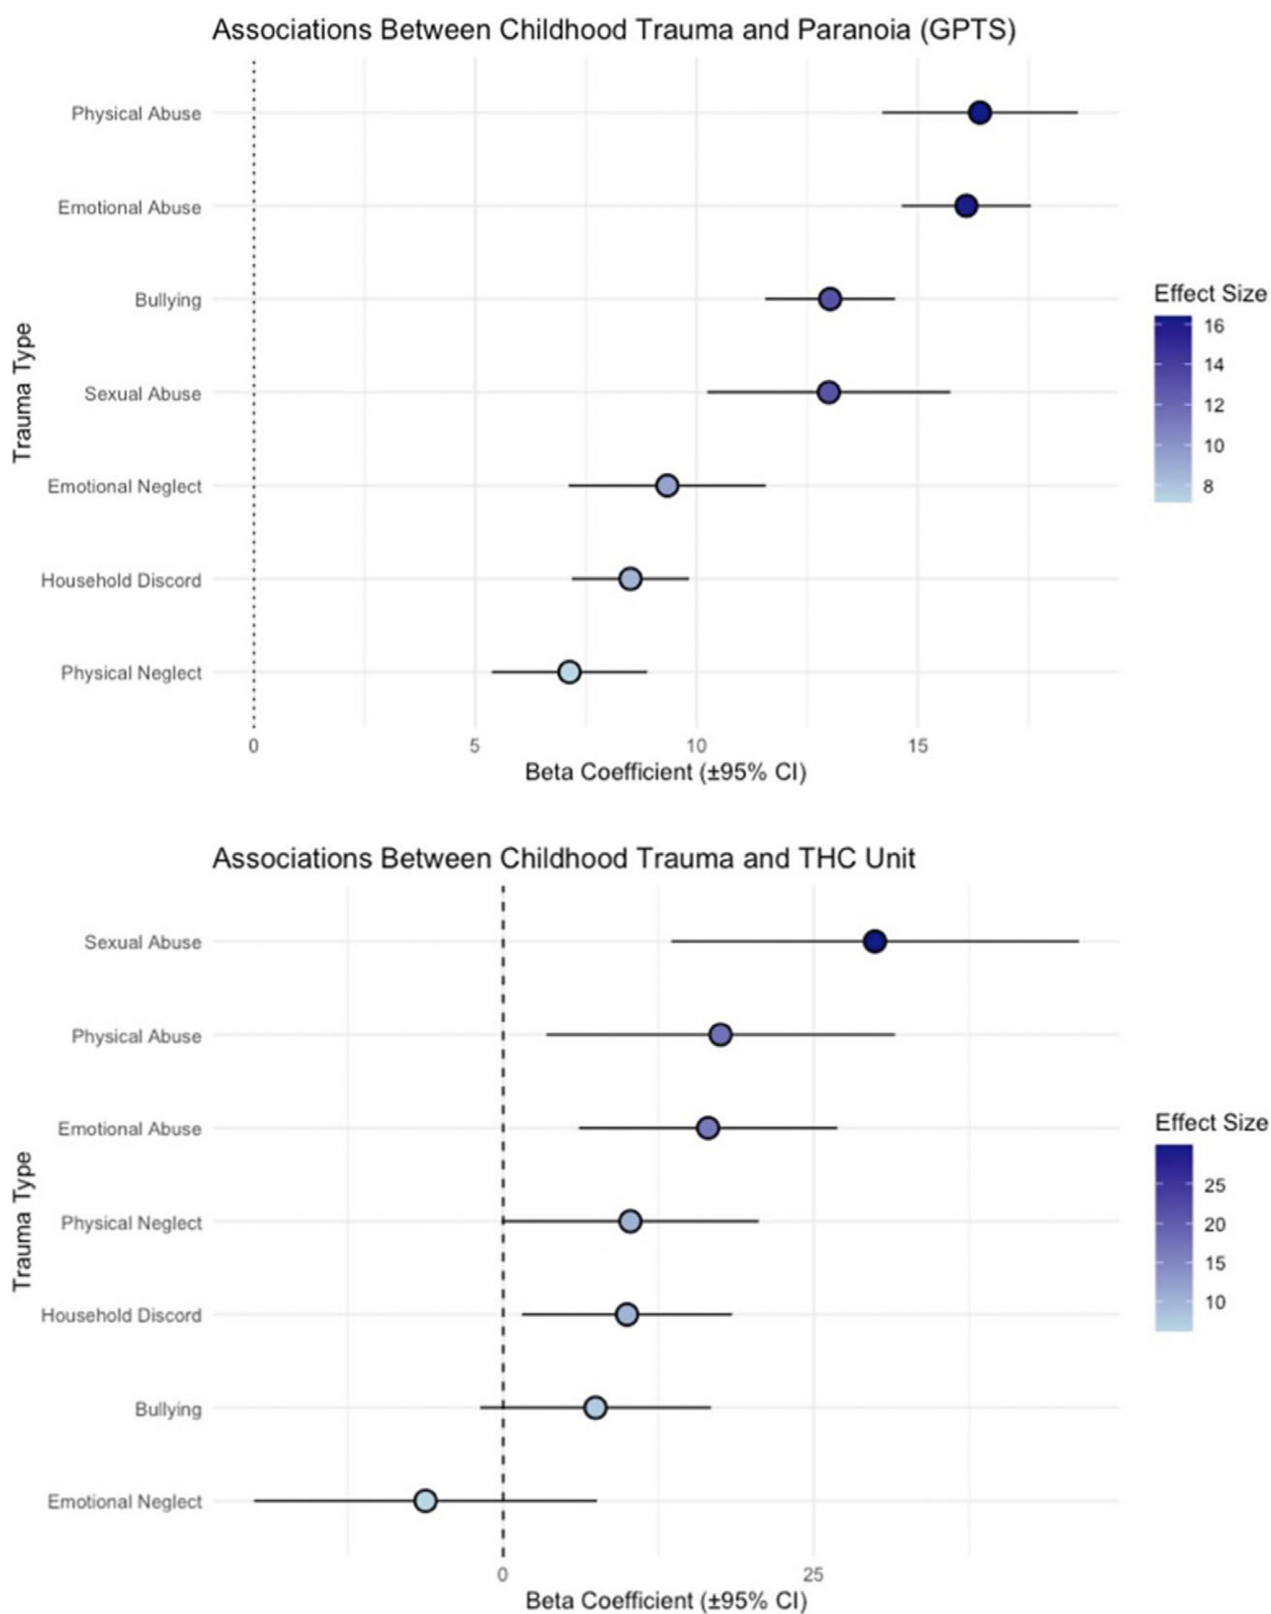 Associations Between Childhood Trauma and Paranoia (GPTS)
Trauma Type
Physical Abuse
Emotional Abuse
Bullying
Sexual Abuse
Emotional Neglect
Household Discord
Physical Neglect
0 5 10 15
Beta Coefficient (±95% CI)
Effect Size
16
14
12
10
8
Associations Between Childhood Trauma and THC Unit
Trauma Type
Sexual Abuse
Physical Abuse
Emotional Abuse
Physical Neglect
Household Discord
Bullying
Emotional Neglect
0 25
Beta Coefficient (±95% CI)
Effect Size
25
20
15
10